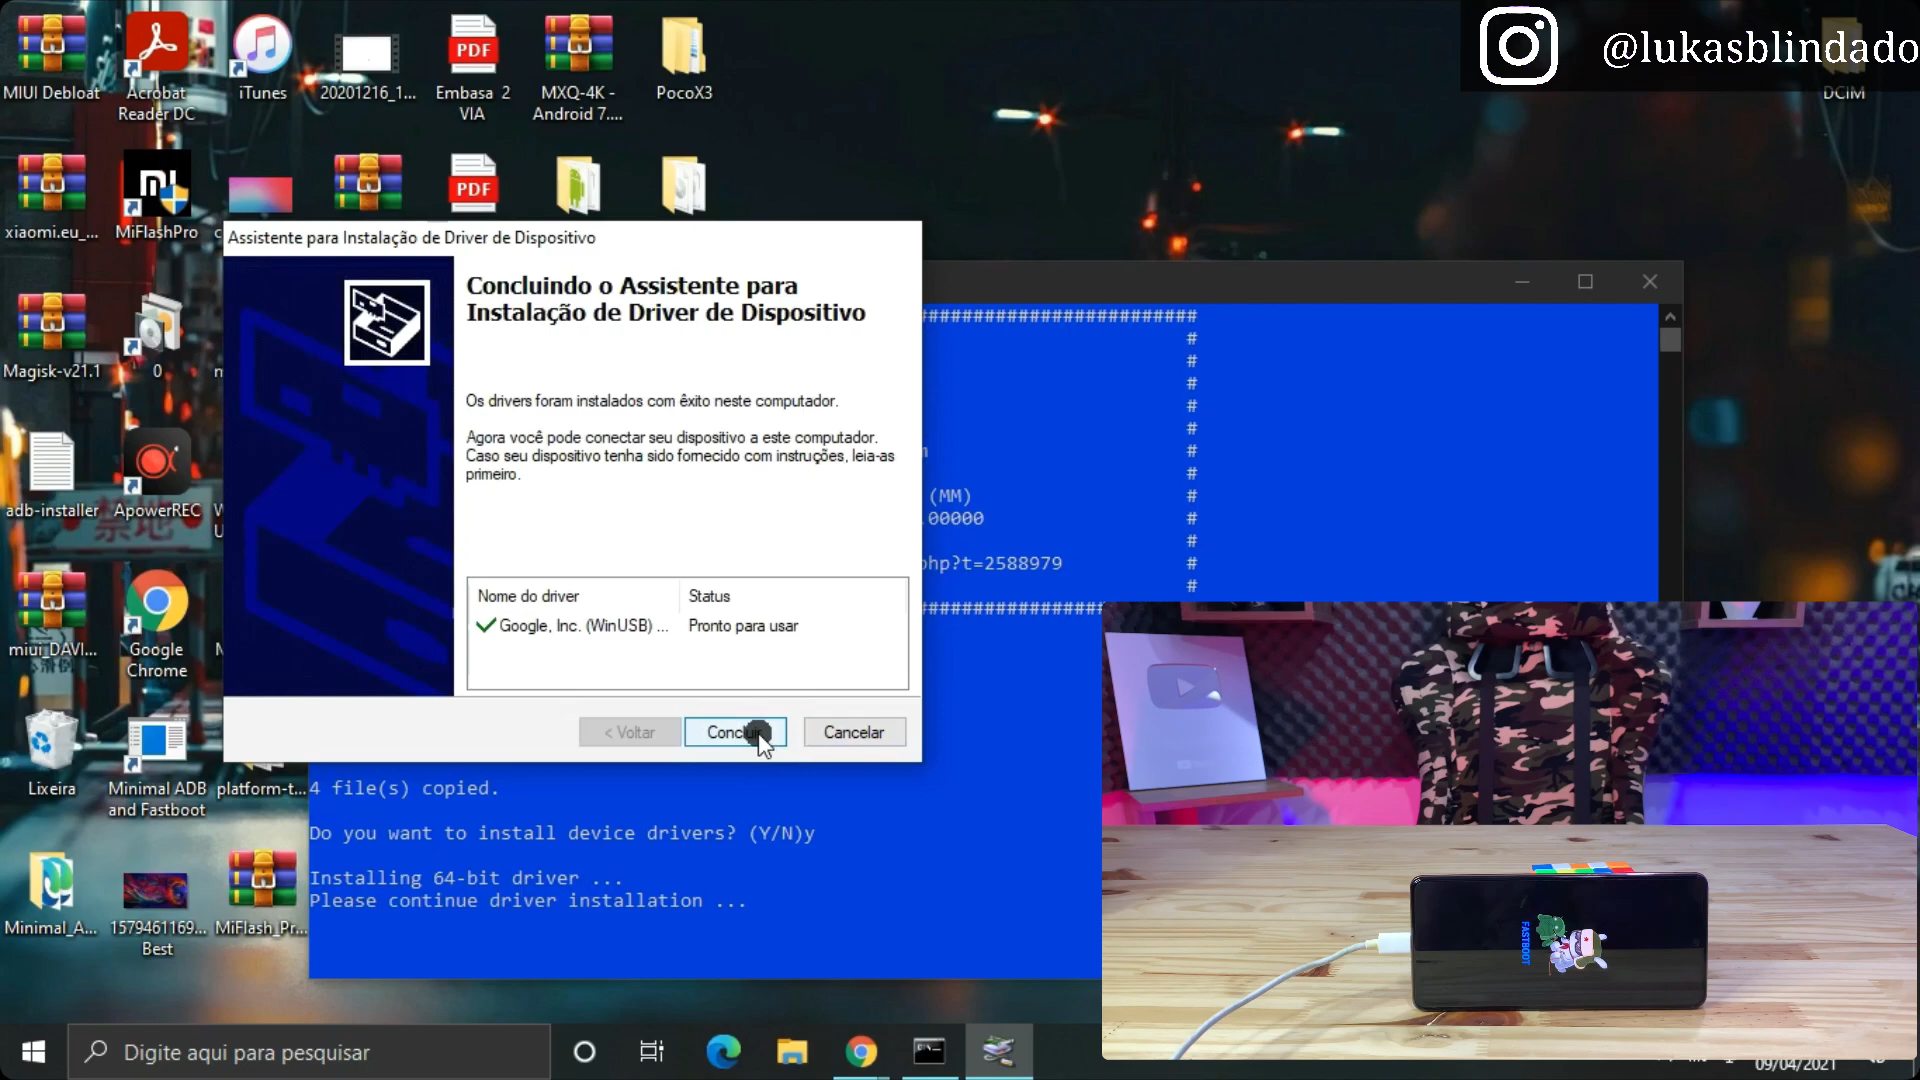 @lukasblindado
MIUI Debloat
Acrobat
Reader DC
iTunes
20201216_1...
PDF
Embasa 2
VIA
MXQ-4K -
Android 7....
PocoX3
DCIM
xiaomi.eu_...
MiFlashPro
PDF
Magisk-v21.1
0
adb-installer
ApowerREC
miui_DAVI...
Google
Chrome
Lixeira
Minimal ADB
and Fastboot
platform-t...
Minimal_A...
1579461169...
Best
MiFlash_Pr...
Assistente para Instalação de Driver de Dispositivo
Concluindo o Assistente para
Instalação de Driver de Dispositivo
Os drivers foram instalados com êxito neste computador.
Agora você pode conectar seu dispositivo a este computador.
Caso seu dispositivo tenha sido fornecido com instruções, leia-as
primeiro.
Nome do driver Status
Google, Inc. (WinUSB) ... Pronto para usar
< Voltar Concluir Cancelar
#########################
#
#
#
#
#
#
#
(MM) #
00000 #
#
hp?t=2588979 #
#
4 file(s) copied.
Do you want to install device drivers? (Y/N)y
Installing 64-bit driver ...
Please continue driver installation ...
FASTBOOT
Digite aqui para pesquisar
09/04/2021